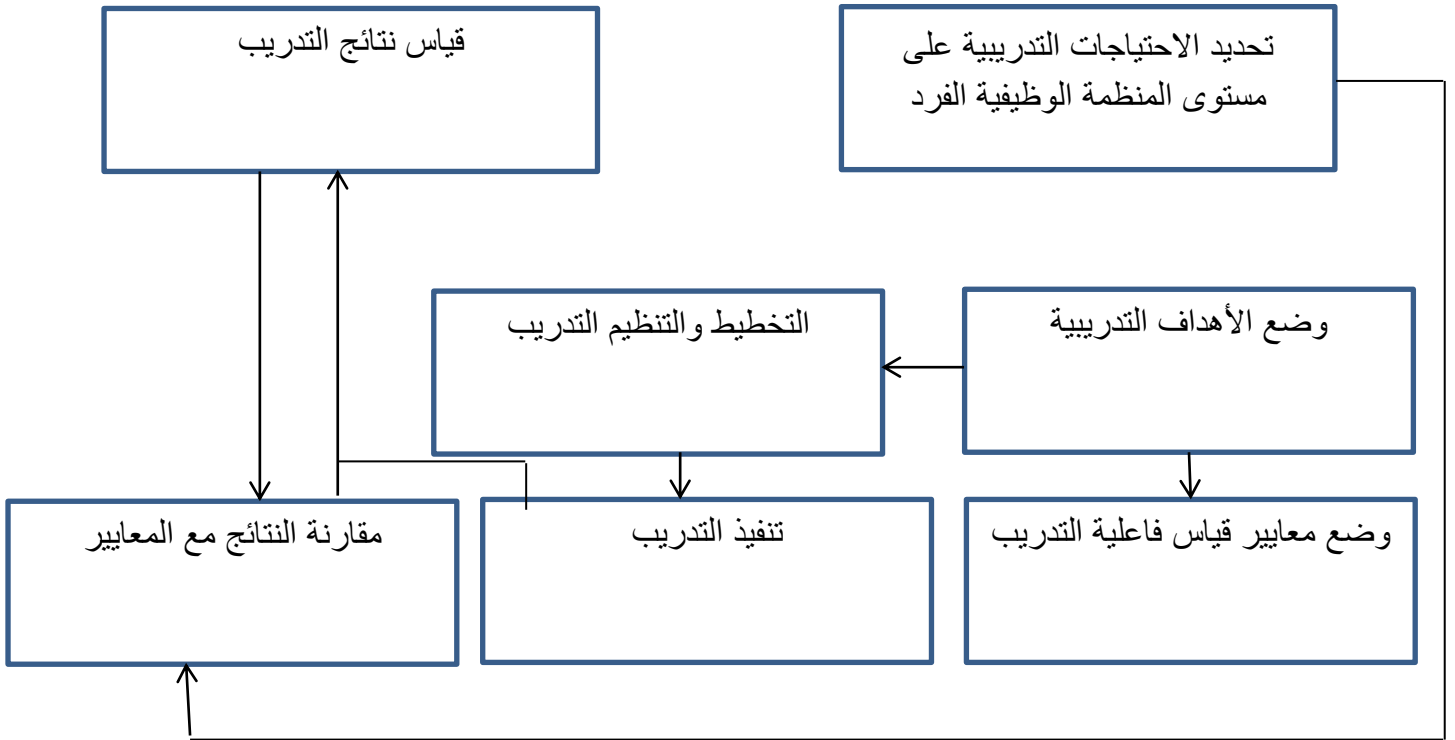 تحديد الاحتياجات التدريبية على
مستوى المنظمة الوظيفية الفرد
قياس نتائج التدريب
وضع الأهداف التدريبية
التخطيط والتنظيم التدريب
وضع معايير قياس فاعلية التدريب
تنفيذ التدريب
مقارنة النتائج مع المعايير